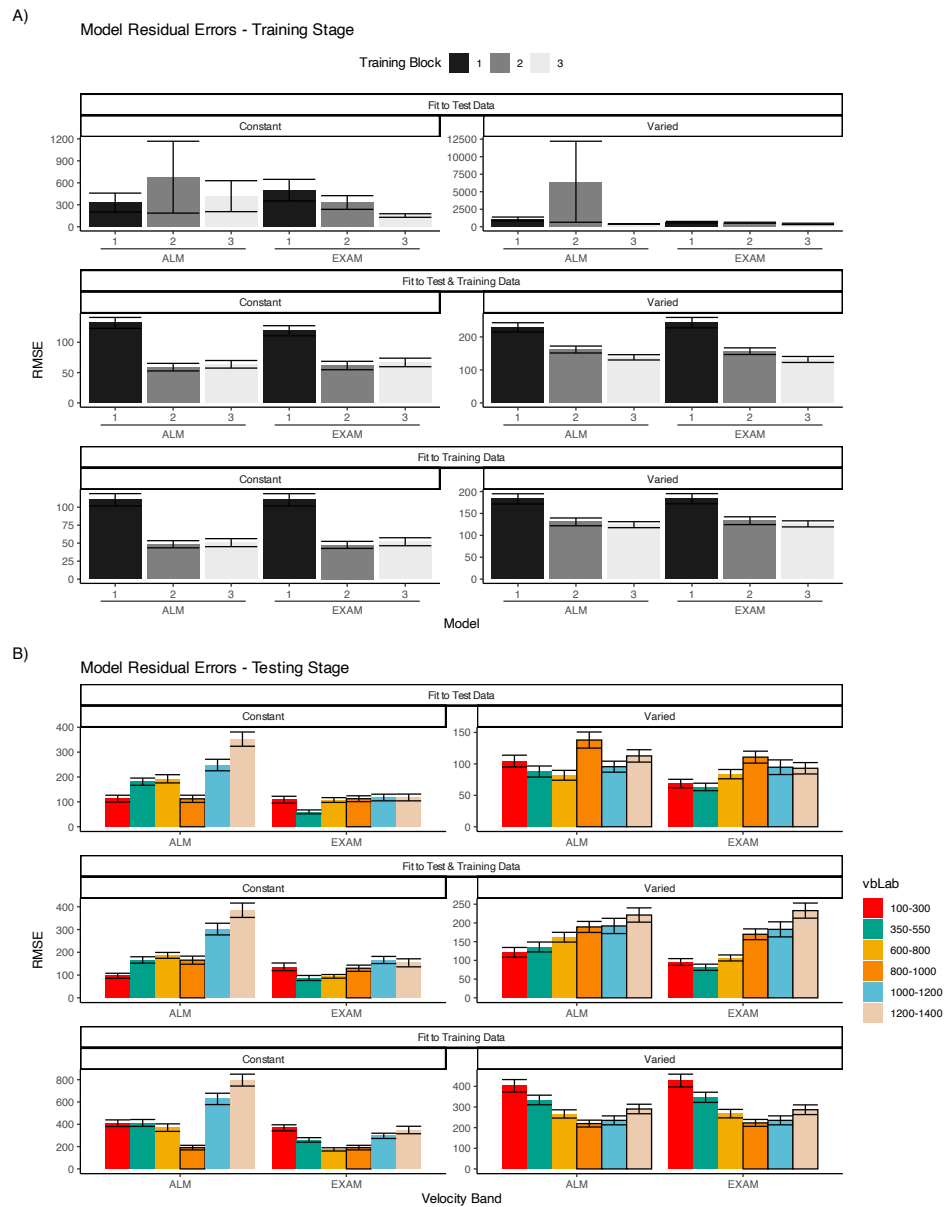 A)
Model Residual Errors - Training Stage
Training Block 1 2 3
Fit to Test Data
Constant Varied
1200
900
600
300
0
12500
10000
7500
5000
2500
0
1 2 3 1 2 3 1 2 3 1 2 3
ALM EXAM ALM EXAM
Fit to Test & Training Data
Constant Varied
100
50
0
200
100
0
1 2 3 1 2 3 1 2 3 1 2 3
ALM EXAM ALM EXAM
Fit to Training Data
Constant Varied
100
75
50
25
0
200
150
100
50
0
1 2 3 1 2 3 1 2 3 1 2 3
ALM EXAM ALM EXAM
RMSE
Model
B)
Model Residual Errors - Testing Stage
Fit to Test Data
Constant Varied
400
300
200
100
0
150
100
50
0
ALM EXAM ALM EXAM
Fit to Test & Training Data
Constant Varied
400
300
200
100
0
250
200
150
100
50
0
ALM EXAM ALM EXAM
Fit to Training Data
Constant Varied
800
600
400
200
0
400
300
200
100
0
ALM EXAM ALM EXAM
RMSE
Velocity Band
vbLab
100-300
350-550
600-800
800-1000
1000-1200
1200-1400